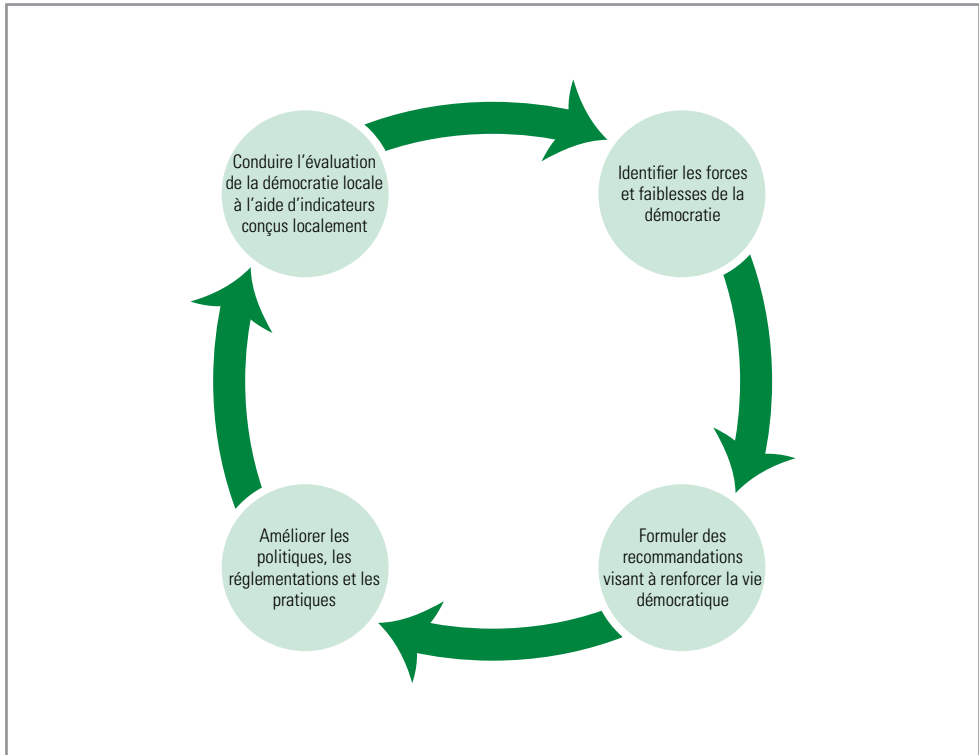 Conduire l'évaluation
de la démocratie locale
à l'aide d'indicateurs
conçus localement
Identifier les forces
et faiblesses de la
démocratie
Formuler des
recommandations
visant à renforcer la vie
démocratique
Améliorer les
politiques, les
réglementations et les
pratiques